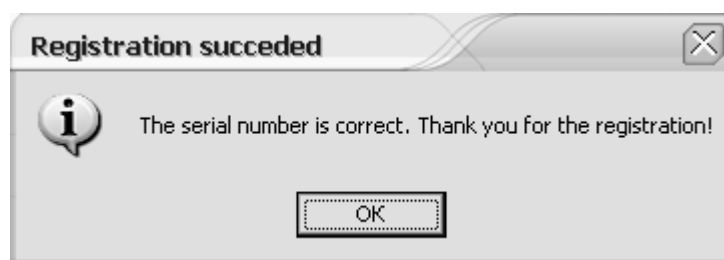 Registration succeded
The serial number is correct. Thank you for the registration!
OK